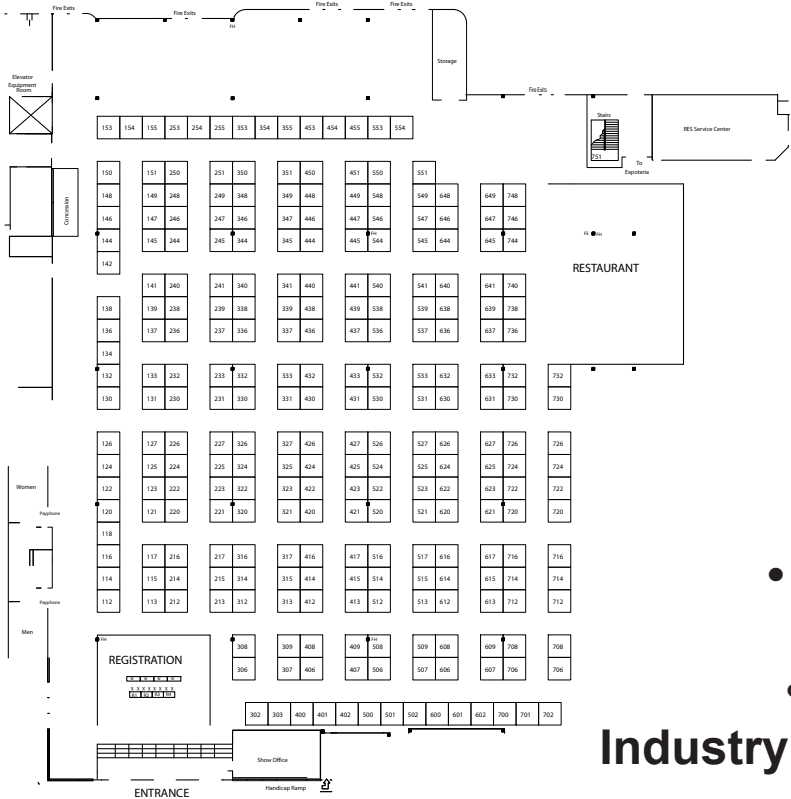 Fire Exits
Fire Exits
Fire Exits
Fire Exits
FH
Elevator
Equipment
Room
Storage
Fire Exits
Stairs
RES Service Center
751
To
Expoteria
153 154 155 253 254 255 353 354 355 453 454 455 553 554
Concession
150 151 250 251 350 351 450 451 550 551
148 149 248 249 348 349 448 449 548 549 648 649 748
146 147 246 247 346 347 446 447 546 547 646 647 746
144 145 244 245 344 345 444 445 544 545 644 645 744
FH
FE FH
142
RESTAURANT
141 240 241 340 341 440 441 540 541 640 641 740
138 139 238 239 338 339 438 439 538 539 638 639 738
136 137 236 237 336 337 436 437 536 537 636 637 736
134
132 133 232 233 332 333 432 433 532 533 632 633 732 732
130 131 230 231 330 331 430 431 530 531 630 631 730 730
126 127 226 227 326 327 426 427 526 527 626 627 726 726
124 125 224 225 324 325 424 425 524 525 624 625 724 724
122 123 222 223 322 323 422 423 522 523 622 623 722 722
120 121 220 221 320 321 420 421 520 521 620 621 720 720
118
116 117 216 217 316 317 416 417 516 517 616 617 716 716
114 115 214 215 314 315 414 415 514 515 614 615 714 714
112 113 212 213 312 313 412 413 512 513 612 613 712 712
Women
Payphone
Payphone
Men
FH
REGISTRATION
X X X X X X X X
R1 R2 R3 R4
308 309 408 409 508 509 608 609 708 708
FH
306 307 406 407 506 507 606 607 706 706
302 303 400 401 402 500 501 502 600 601 602 700 701 702
Show Office
Handicap Ramp
ENTRANCE
•
•
Industry